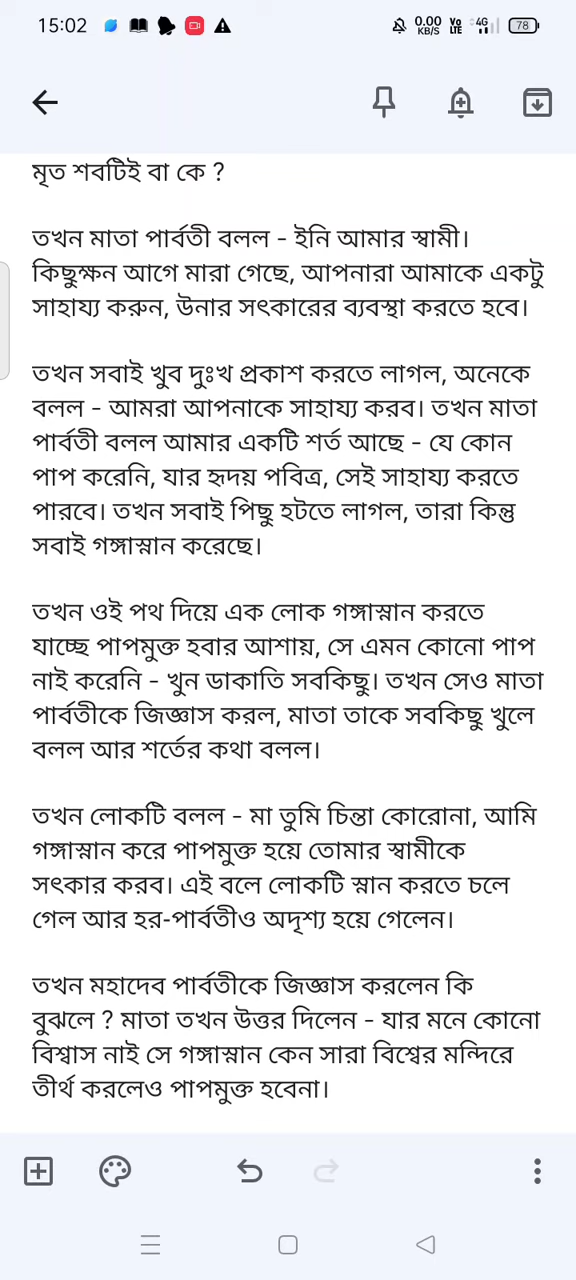 15:02
0.00
KB/S
Vo
LTE
4G
78
মৃত শবটিই বা কে ?
তখন মাতা পার্বতী বলল - ইনি আমার স্বামী।
কিছুক্ষন আগে মারা গেছে, আপনারা আমাকে একটু
সাহায্য করুন, উনার সৎকারের ব্যবস্থা করতে হবে।
তখন সবাই খুব দুঃখ প্রকাশ করতে লাগল, অনেকে
বলল - আমরা আপনাকে সাহায্য করব। তখন মাতা
পার্বতী বলল আমার একটি শর্ত আছে - যে কোন
পাপ করেনি, যার হৃদয় পবিত্র, সেই সাহায্য করতে
পারবে। তখন সবাই পিছু হটতে লাগল, তারা কিন্তু
সবাই গঙ্গাস্নান করেছে।
তখন ওই পথ দিয়ে এক লোক গঙ্গাস্নান করতে
যাচ্ছে পাপমুক্ত হবার আশায়, সে এমন কোনো পাপ
নাই করেনি - খুন ডাকাতি সবকিছু। তখন সেও মাতা
পার্বতীকে জিজ্ঞাস করল, মাতা তাকে সবকিছু খুলে
বলল আর শর্তের কথা বলল।
তখন লোকটি বলল - মা তুমি চিন্তা কোরোনা, আমি
গঙ্গাস্নান করে পাপমুক্ত হয়ে তোমার স্বামীকে
সৎকার করব। এই বলে লোকটি স্নান করতে চলে
গেল আর হর-পার্বতীও অদৃশ্য হয়ে গেলেন।
তখন মহাদেব পার্বতীকে জিজ্ঞাস করলেন কি
বুঝলে ? মাতা তখন উত্তর দিলেন - যার মনে কোনো
বিশ্বাস নাই সে গঙ্গাস্নান কেন সারা বিশ্বের মন্দিরে
তীর্থ করলেও পাপমুক্ত হবেনা।